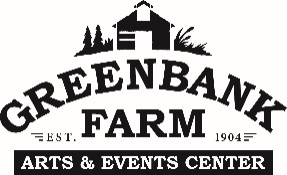 GREENBANK
EST. FARM 1904
ARTS & EVENTS CENTER